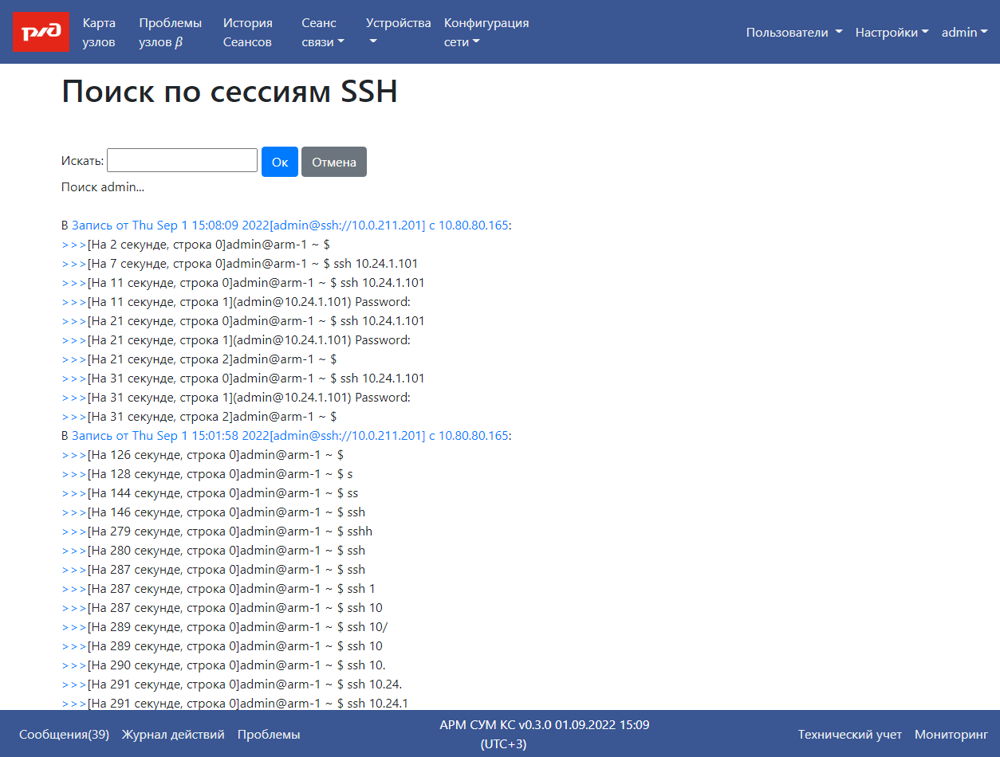 ржд
Карта Проблемы История Сеанс Устройства Конфигурация
узлов узлов β Сеансов связи сети
Пользователи Настройки admin
Поиск по сессиям SSH
Искать: Ок Отмена
Поиск admin...
В Запись от Thu Sep 1 15:08:09 2022[admin@ssh://10.0.211.201] с 10.80.80.165:
>>>[На 2 секунде, строка 0]admin@arm-1 ~ $
>>>[На 7 секунде, строка 0]admin@arm-1 ~ $ ssh 10.24.1.101
>>>[На 11 секунде, строка 0]admin@arm-1 ~ $ ssh 10.24.1.101
>>>[На 11 секунде, строка 1](admin@10.24.1.101) Password:
>>>[На 21 секунде, строка 0]admin@arm-1 ~ $ ssh 10.24.1.101
>>>[На 21 секунде, строка 1](admin@10.24.1.101) Password:
>>>[На 21 секунде, строка 2]admin@arm-1 ~ $
>>>[На 31 секунде, строка 0]admin@arm-1 ~ $ ssh 10.24.1.101
>>>[На 31 секунде, строка 1](admin@10.24.1.101) Password:
>>>[На 31 секунде, строка 2]admin@arm-1 ~ $
В Запись от Thu Sep 1 15:01:58 2022[admin@ssh://10.0.211.201] с 10.80.80.165:
>>>[На 126 секунде, строка 0]admin@arm-1 ~ $
>>>[На 128 секунде, строка 0]admin@arm-1 ~ $ s
>>>[На 144 секунде, строка 0]admin@arm-1 ~ $ ss
>>>[На 146 секунде, строка 0]admin@arm-1 ~ $ ssh
>>>[На 279 секунде, строка 0]admin@arm-1 ~ $ sshh
>>>[На 280 секунде, строка 0]admin@arm-1 ~ $ ssh
>>>[На 287 секунде, строка 0]admin@arm-1 ~ $ ssh
>>>[На 287 секунде, строка 0]admin@arm-1 ~ $ ssh 1
>>>[На 287 секунде, строка 0]admin@arm-1 ~ $ ssh 10
>>>[На 289 секунде, строка 0]admin@arm-1 ~ $ ssh 10/
>>>[На 289 секунде, строка 0]admin@arm-1 ~ $ ssh 10
>>>[На 290 секунде, строка 0]admin@arm-1 ~ $ ssh 10.
>>>[На 291 секунде, строка 0]admin@arm-1 ~ $ ssh 10.24.
>>>[На 291 секунде, строка 0]admin@arm-1 ~ $ ssh 10.24.1
Сообщения(39) Журнал действий Проблемы
АРМ СУМ КС v0.3.0 01.09.2022 15:09
(UTC+3)
Технический учет Мониторинг